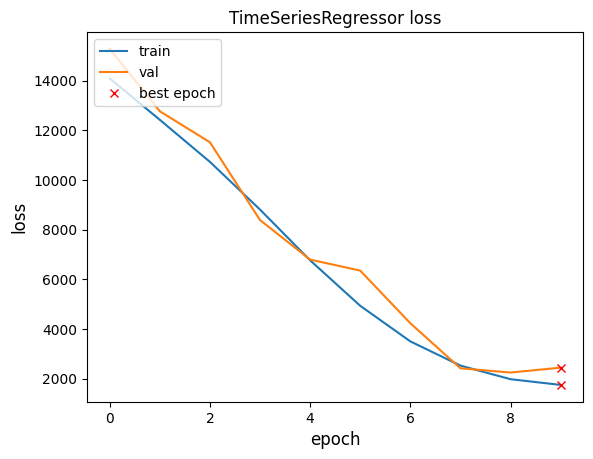 TimeSeriesRegressor loss
train
val
best epoch
14000
12000
10000
8000
6000
4000
2000
loss
0 2 4 6 8
epoch